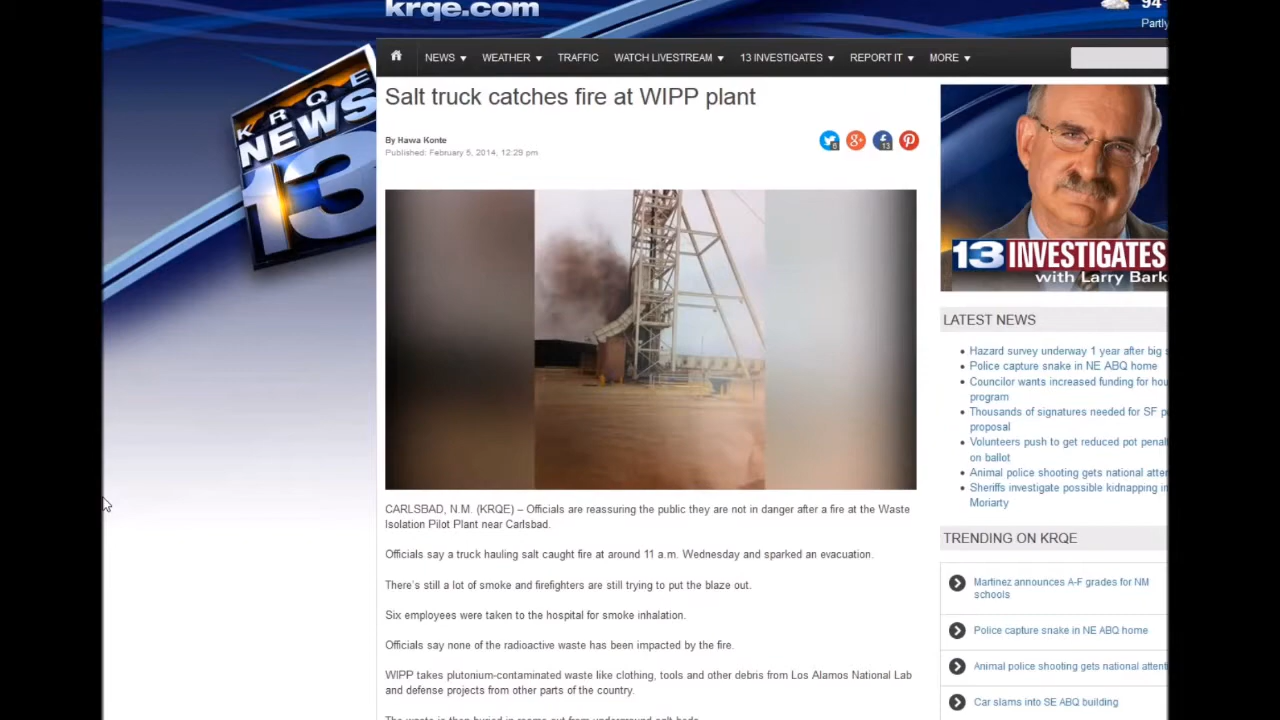 krqe.com
94°
Partly
NEWS WEATHER TRAFFIC WATCH LIVESTREAM 13 INVESTIGATES REPORT IT MORE
KRQE
NEWS
13
Salt truck catches fire at WIPP plant
By Hawa Konte
Published: February 5, 2014, 12:29 pm
6
13
CARLSBAD, N.M. (KRQE) – Officials are reassuring the public they are not in danger after a fire at the Waste
Isolation Pilot Plant near Carlsbad.
Officials say a truck hauling salt caught fire at around 11 a.m. Wednesday and sparked an evacuation.
There's still a lot of smoke and firefighters are still trying to put the blaze out.
Six employees were taken to the hospital for smoke inhalation.
Officials say none of the radioactive waste has been impacted by the fire.
WIPP takes plutonium-contaminated waste like clothing, tools and other debris from Los Alamos National Lab
and defense projects from other parts of the country.
13 INVESTIGATES
with Larry Bark
LATEST NEWS
Hazard survey underway 1 year after big s
Police capture snake in NE ABQ home
Councilor wants increased funding for hou
program
Thousands of signatures needed for SF p
proposal
Volunteers push to get reduced pot penal
on ballot
Animal police shooting gets national atte
Sheriffs investigate possible kidnapping in
Moriarty
TRENDING ON KRQE
Martinez announces A-F grades for NM
schools
Police capture snake in NE ABQ home
Animal police shooting gets national attent
Car slams into SE ABQ building